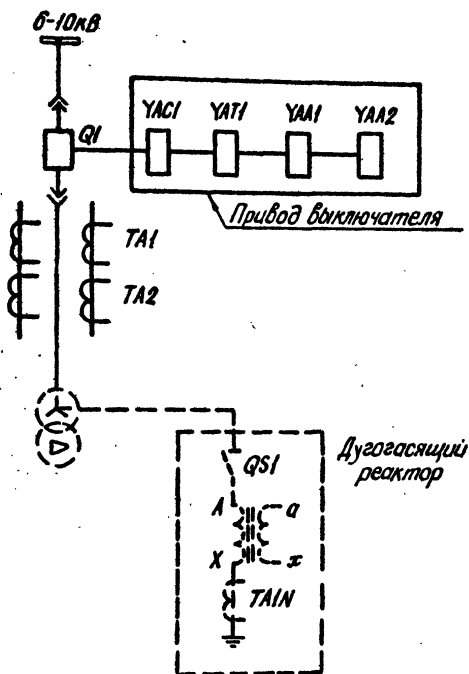 6-10кв
YAC1 YAT1 YAA1 YAA2
Q1
Привод выключателя
TA1
TA2
Дугогасящий
реактор
QS1
A a
X x
TA1N